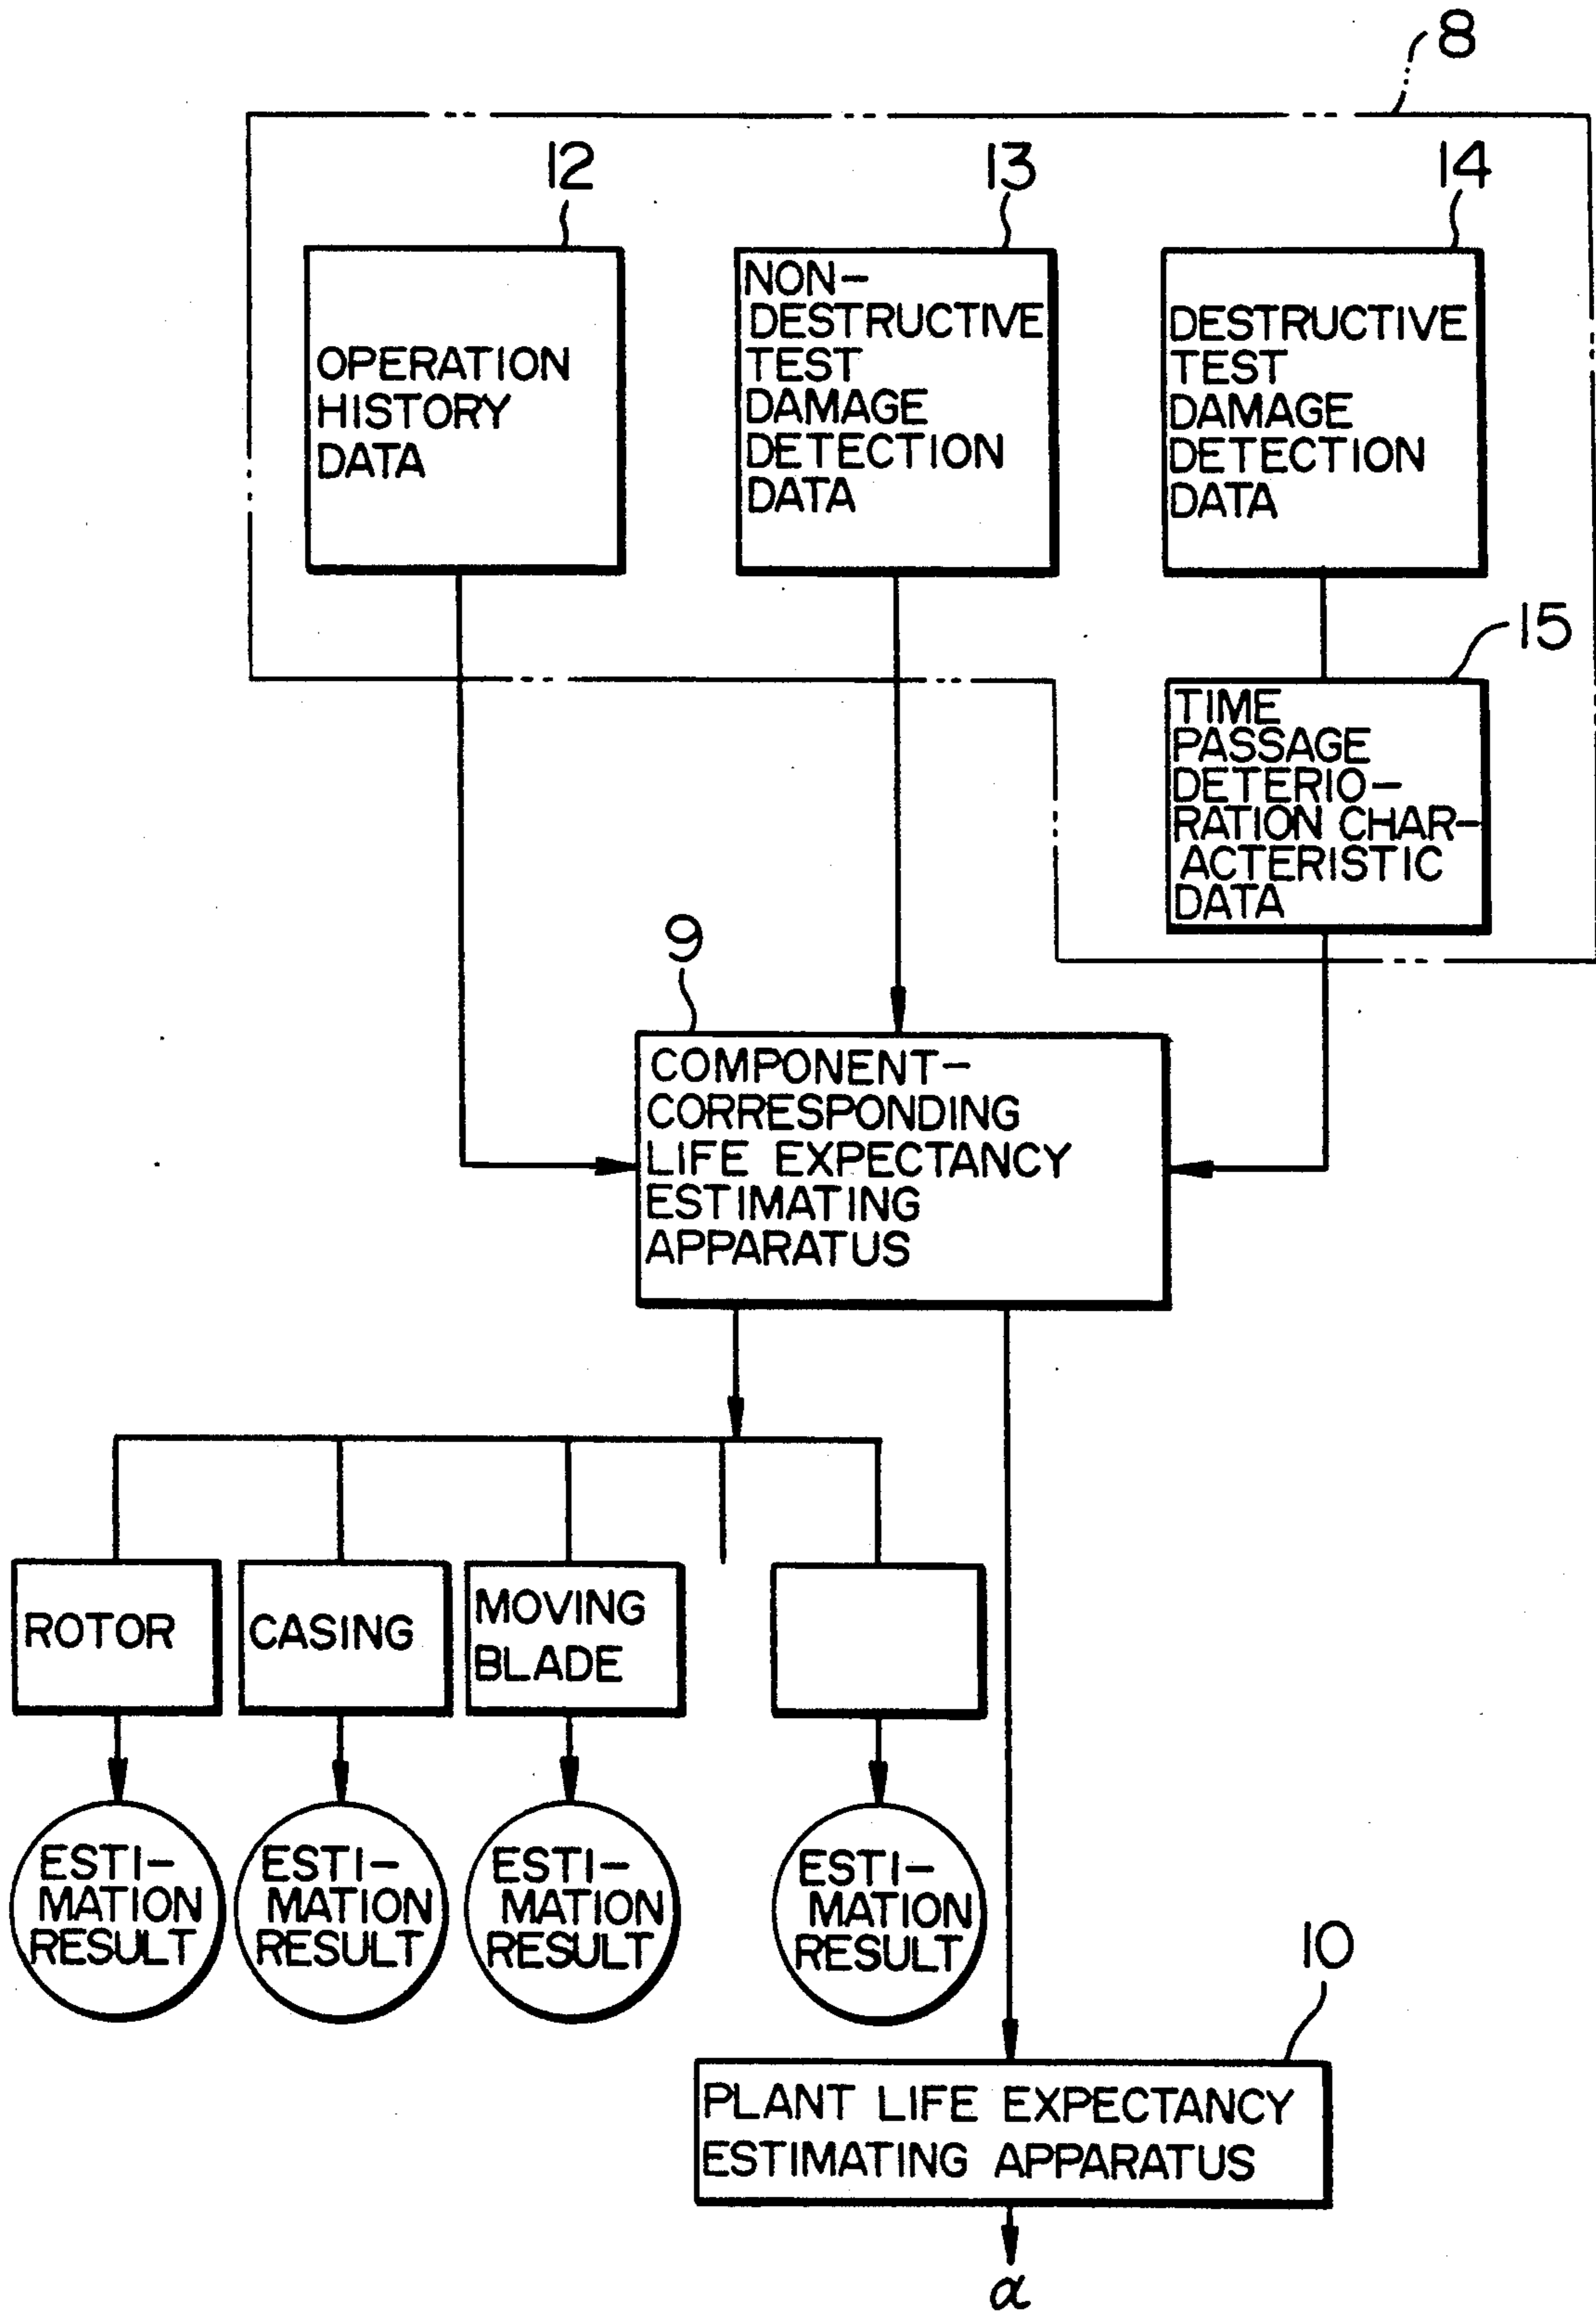 8
12
13
14
OPERATION
HISTORY
DATA
NON-
DESTRUCTIVE
TEST
DAMAGE
DETECTION
DATA
DESTRUCTIVE
TEST
DAMAGE
DETECTION
DATA
15
TIME
PASSAGE
DETERIO-
RATION CHAR-
ACTERISTIC
DATA
9
COMPONENT-
CORRESPONDING
LIFE EXPECTANCY
ESTIMATING
APPARATUS
ROTOR
CASING
MOVING
BLADE
ESTI-
MATION
RESULT
ESTI-
MATION
RESULT
ESTI-
MATION
RESULT
ESTI-
MATION
RESULT
10
PLANT LIFE EXPECTANCY
ESTIMATING APPARATUS
α